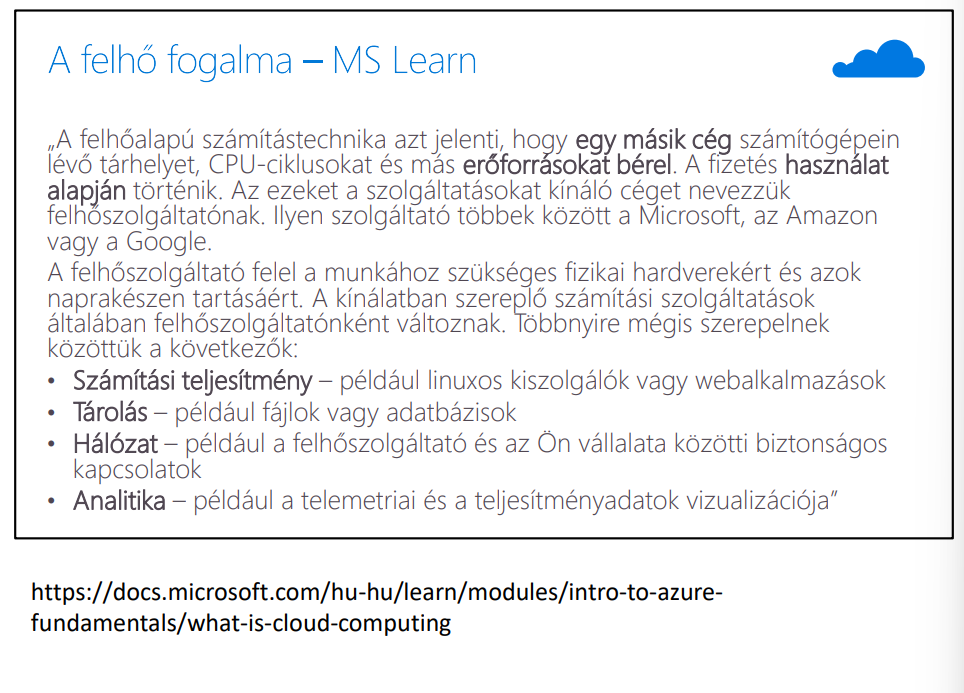 A felhő fogalma – MS Learn
„A felhőalapú számítástechnika azt jelenti, hogy egy másik cég számítógépein
lévő tárhelyet, CPU-ciklusokat és más erőforrásokat bérel. A fizetés használat
alapján történik. Az ezeket a szolgáltatásokat kínáló céget nevezzük
felhőszolgáltatónak. Ilyen szolgáltató többek között a Microsoft, az Amazon
vagy a Google.
A felhőszolgáltató felel a munkához szükséges fizikai hardverekért és azok
naprakészen tartásáért. A kínálatban szereplő számítási szolgáltatások
általában felhőszolgáltatónként változnak. Többnyire mégis szerepelnek
közöttük a következők:
• Számítási teljesítmény – például linuxos kiszolgálók vagy webalkalmazások
• Tárolás – például fájlok vagy adatbázisok
• Hálózat – például a felhőszolgáltató és az Ön vállalata közötti biztonságos
kapcsolatok
• Analitika – például a telemetriai és a teljesítményadatok vizualizációja”
https://docs.microsoft.com/hu-hu/learn/modules/intro-to-azure-
fundamentals/what-is-cloud-computing